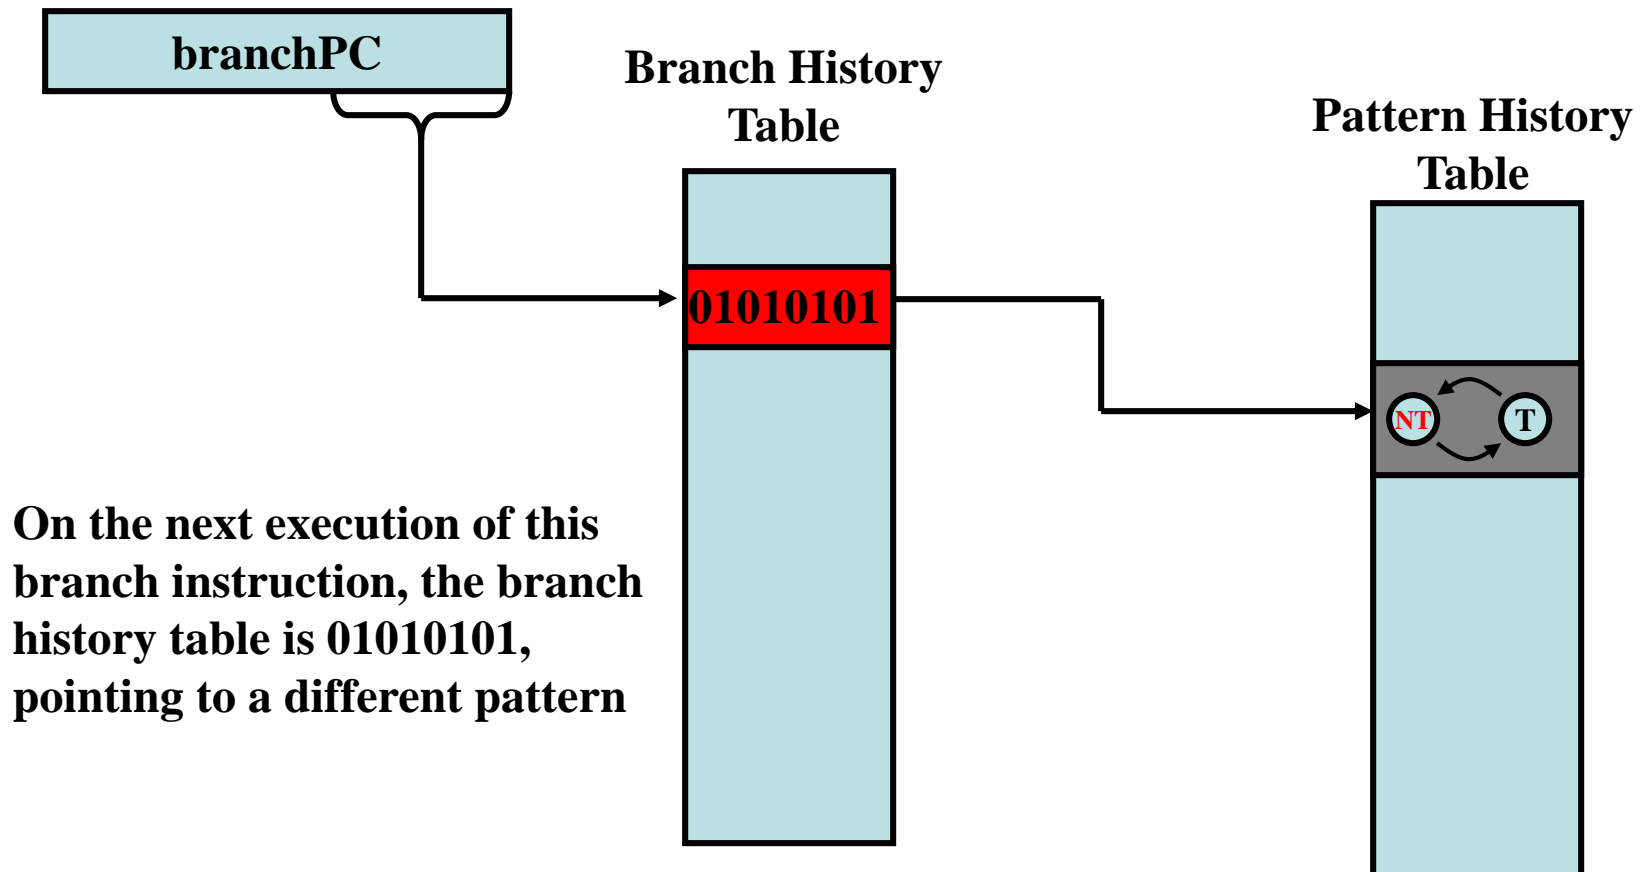 branchPC
Branch History
Table
Pattern History
Table
01010101
NT
T
On the next execution of this
branch instruction, the branch
history table is 01010101,
pointing to a different pattern